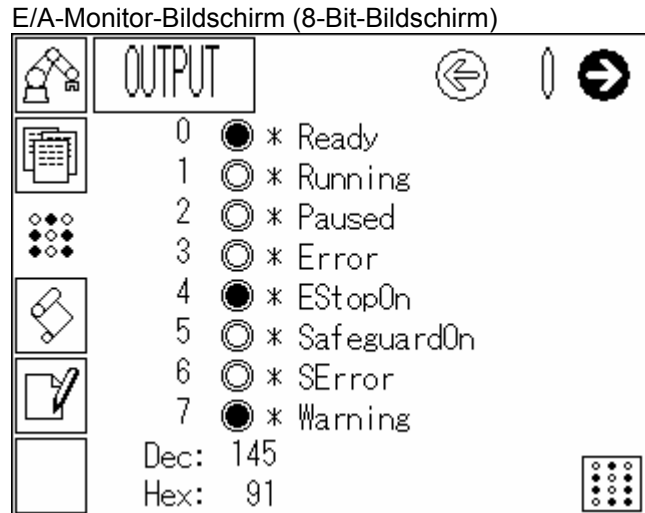 E/A-Monitor-Bildschirm (8-Bit-Bildschirm)
OUTPUT 0
0 * Ready
1 * Running
2 * Paused
3 * Error
4 * EStopOn
5 * SafeguardOn
6 * SError
7 * Warning
Dec: 145
Hex: 91